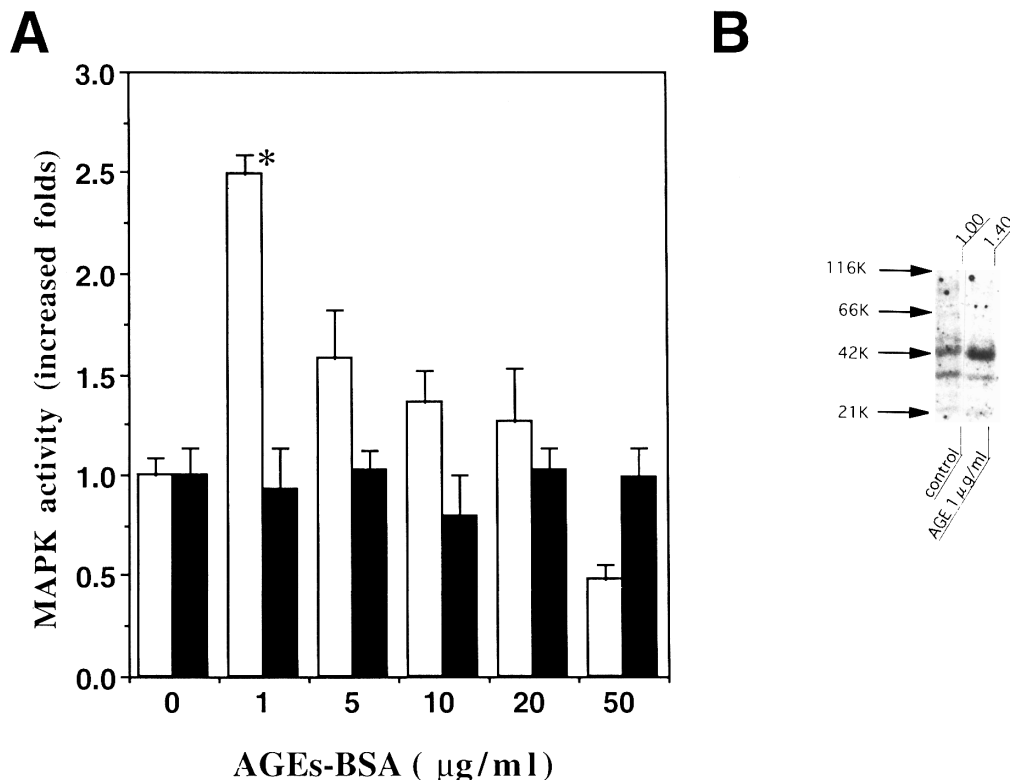 A
B
MAPK activity (increased folds)
3.0
2.5
2.0
1.5
1.0
0.5
0.0
*
0 1 5 10 20 50
AGEs-BSA ( μg/ml)
1.00
1.40
116K
66K
42K
21K
control
AGE 1 μg/ml